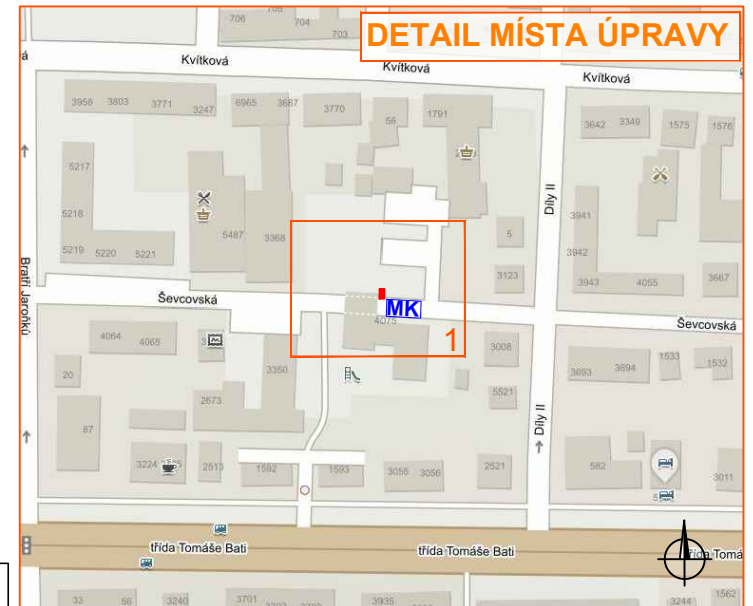 DETAIL MÍSTA ÚPRAVY
706
704
703
Kvítková
Kvítková
Kvítková
3958 3803 3771 3247 6965 3687 3770 56 1791
3642 3349 1575 1576
5217
5218
5219 5220 5221
5487
3368
5
3123
3941
3942
3943 4055 3667
Díly II
Bratří Jaroňků
Ševcovská
MK
4075
1
Ševcovská
4064 4065
20
87
3350
2673
3008
5521
3693 3694 1533 1532
Díly II
3224
2513 1592 1593 3055 3056 2521
582
3011
třída Tomáše Bati
třída Tomáše Bati
třída Tomá
33 56 3240 3701 3935
3244 1562